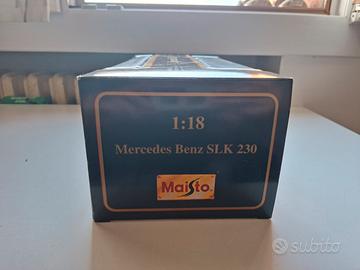 1:18
Mercedes Benz SLK 230
Maisto
subito